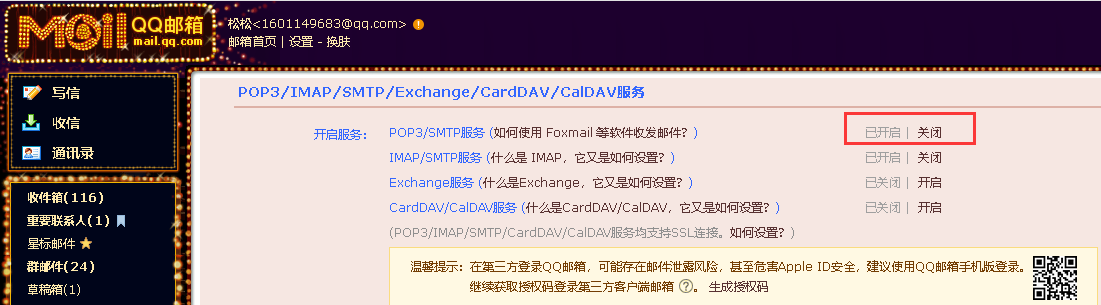 Mail QQ邮箱 mail.qq.com
松松<1601149683@qq.com>
邮箱首页 | 设置 - 换肤
写信
收信
通讯录
收件箱(116)
重要联系人(1)
星标邮件
群邮件(24)
草稿箱(1)
POP3/IMAP/SMTP/Exchange/CardDAV/CalDAV服务
开启服务： POP3/SMTP服务 (如何使用 Foxmail 等软件收发邮件？) 已开启 | 关闭
IMAP/SMTP服务 (什么是 IMAP，它又是如何设置？) 已开启 | 关闭
Exchange服务 (什么是Exchange，它又是如何设置？) 已关闭 | 开启
CardDAV/CalDAV服务 (什么是CardDAV/CalDAV，它又是如何设置？) 已关闭 | 开启
(POP3/IMAP/SMTP/CardDAV/CalDAV服务均支持SSL连接。如何设置？)
温馨提示：在第三方登录QQ邮箱，可能存在邮件泄露风险，甚至危害Apple ID安全，建议使用QQ邮箱手机版登录。
继续获取授权码登录第三方客户端邮箱 ? 。 生成授权码